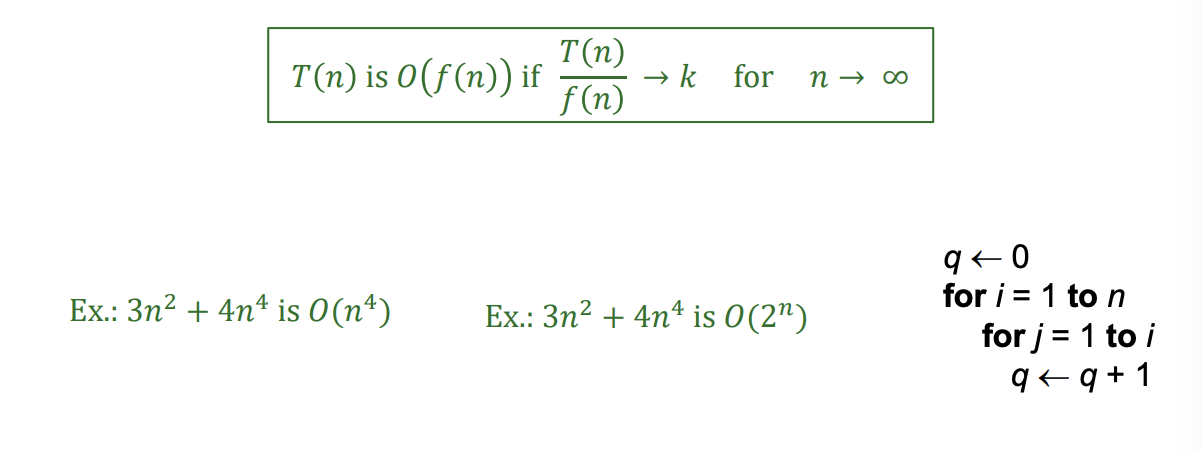 T(n) is O(f(n)) if T(n)/f(n) → k for n → ∞
Ex.: 3n² + 4n⁴ is O(n⁴)
Ex.: 3n² + 4n⁴ is O(2ⁿ)
q ← 0
for i = 1 to n
for j = 1 to i
q ← q + 1